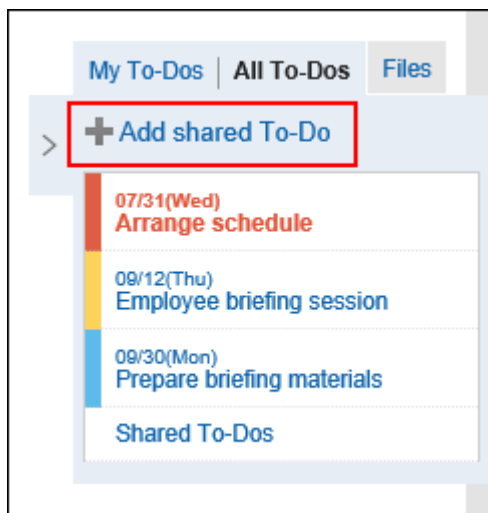 My To-Dos | All To-Dos Files
> + Add shared To-Do
07/31(Wed)
Arrange schedule
09/12(Thu)
Employee briefing session
09/30(Mon)
Prepare briefing materials
Shared To-Dos